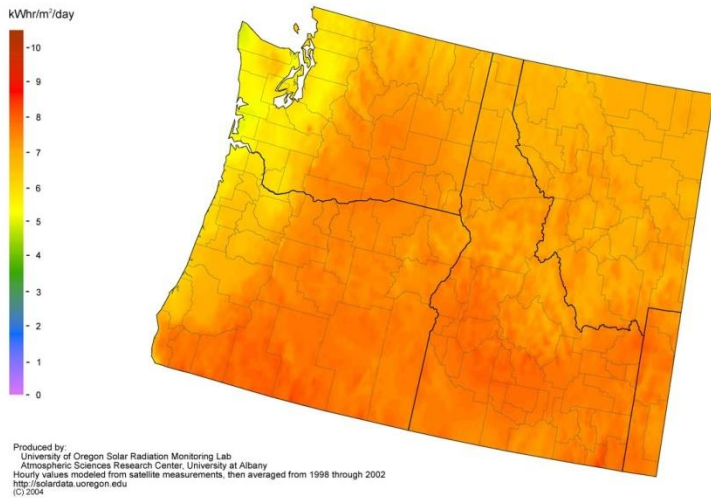 kWhr/m²/day
10
9
8
7
6
5
4
3
2
1
0
Produced by:
University of Oregon Solar Radiation Monitoring Lab
Atmospheric Sciences Research Center, University at Albany
Hourly values modeled from satellite measurements, then averaged from 1998 through 2002
http://solardata.uoregon.edu
(C) 2004